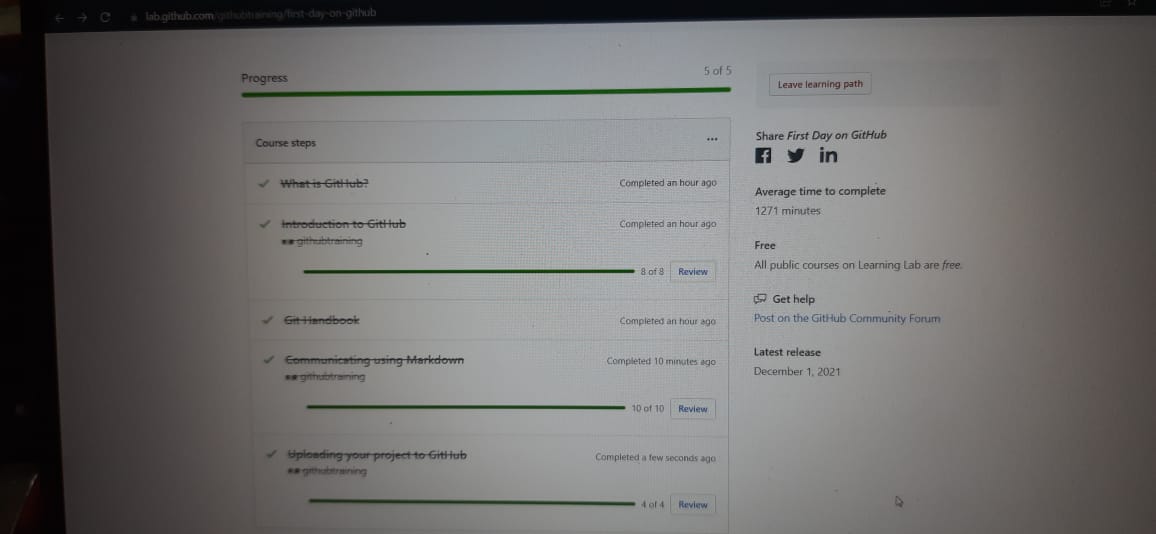 lab.github.com/githubtraining/first-day-on-github
Progress
5 of 5
Course steps
...
What is GitHub?
Completed an hour ago
Introduction to GitHub
githubtraining
Completed an hour ago
8 of 8
Review
Git Handbook
Completed an hour ago
Communicating using Markdown
githubtraining
Completed 10 minutes ago
10 of 10
Review
Uploading your project to GitHub
githubtraining
Completed a few seconds ago
4 of 4
Review
Leave learning path
Share First Day on GitHub
Average time to complete
1271 minutes
Free
All public courses on Learning Lab are free.
Get help
Post on the GitHub Community Forum
Latest release
December 1, 2021